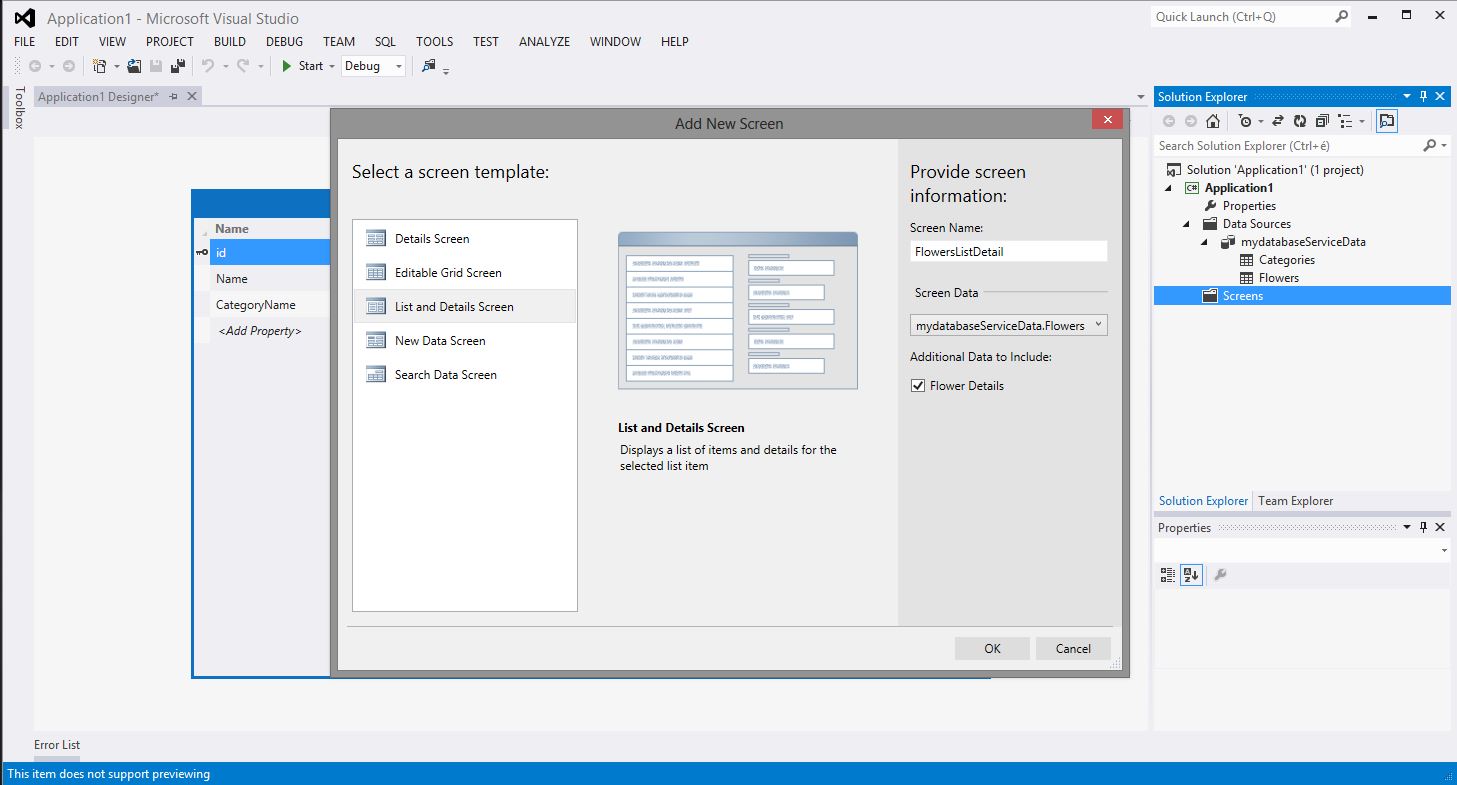 Application1 - Microsoft Visual Studio
Quick Launch (Ctrl+Q)
FILE EDIT VIEW PROJECT BUILD DEBUG TEAM SQL TOOLS TEST ANALYZE WINDOW HELP
Start Debug
Toolbox
Application1 Designer*
Name
id
Name
CategoryName
<Add Property>
Add New Screen
Select a screen template:
Details Screen
Editable Grid Screen
List and Details Screen
New Data Screen
Search Data Screen
List and Details Screen
Displays a list of items and details for the
selected list item
Provide screen
information:
Screen Name:
FlowersListDetail
Screen Data
mydatabaseServiceData.Flowers
Additional Data to Include:
Flower Details
OK Cancel
Solution Explorer
Search Solution Explorer (Ctrl+é)
Solution 'Application1' (1 project)
C# Application1
Properties
Data Sources
mydatabaseServiceData
Categories
Flowers
Screens
Solution Explorer Team Explorer
Properties
Error List
This item does not support previewing